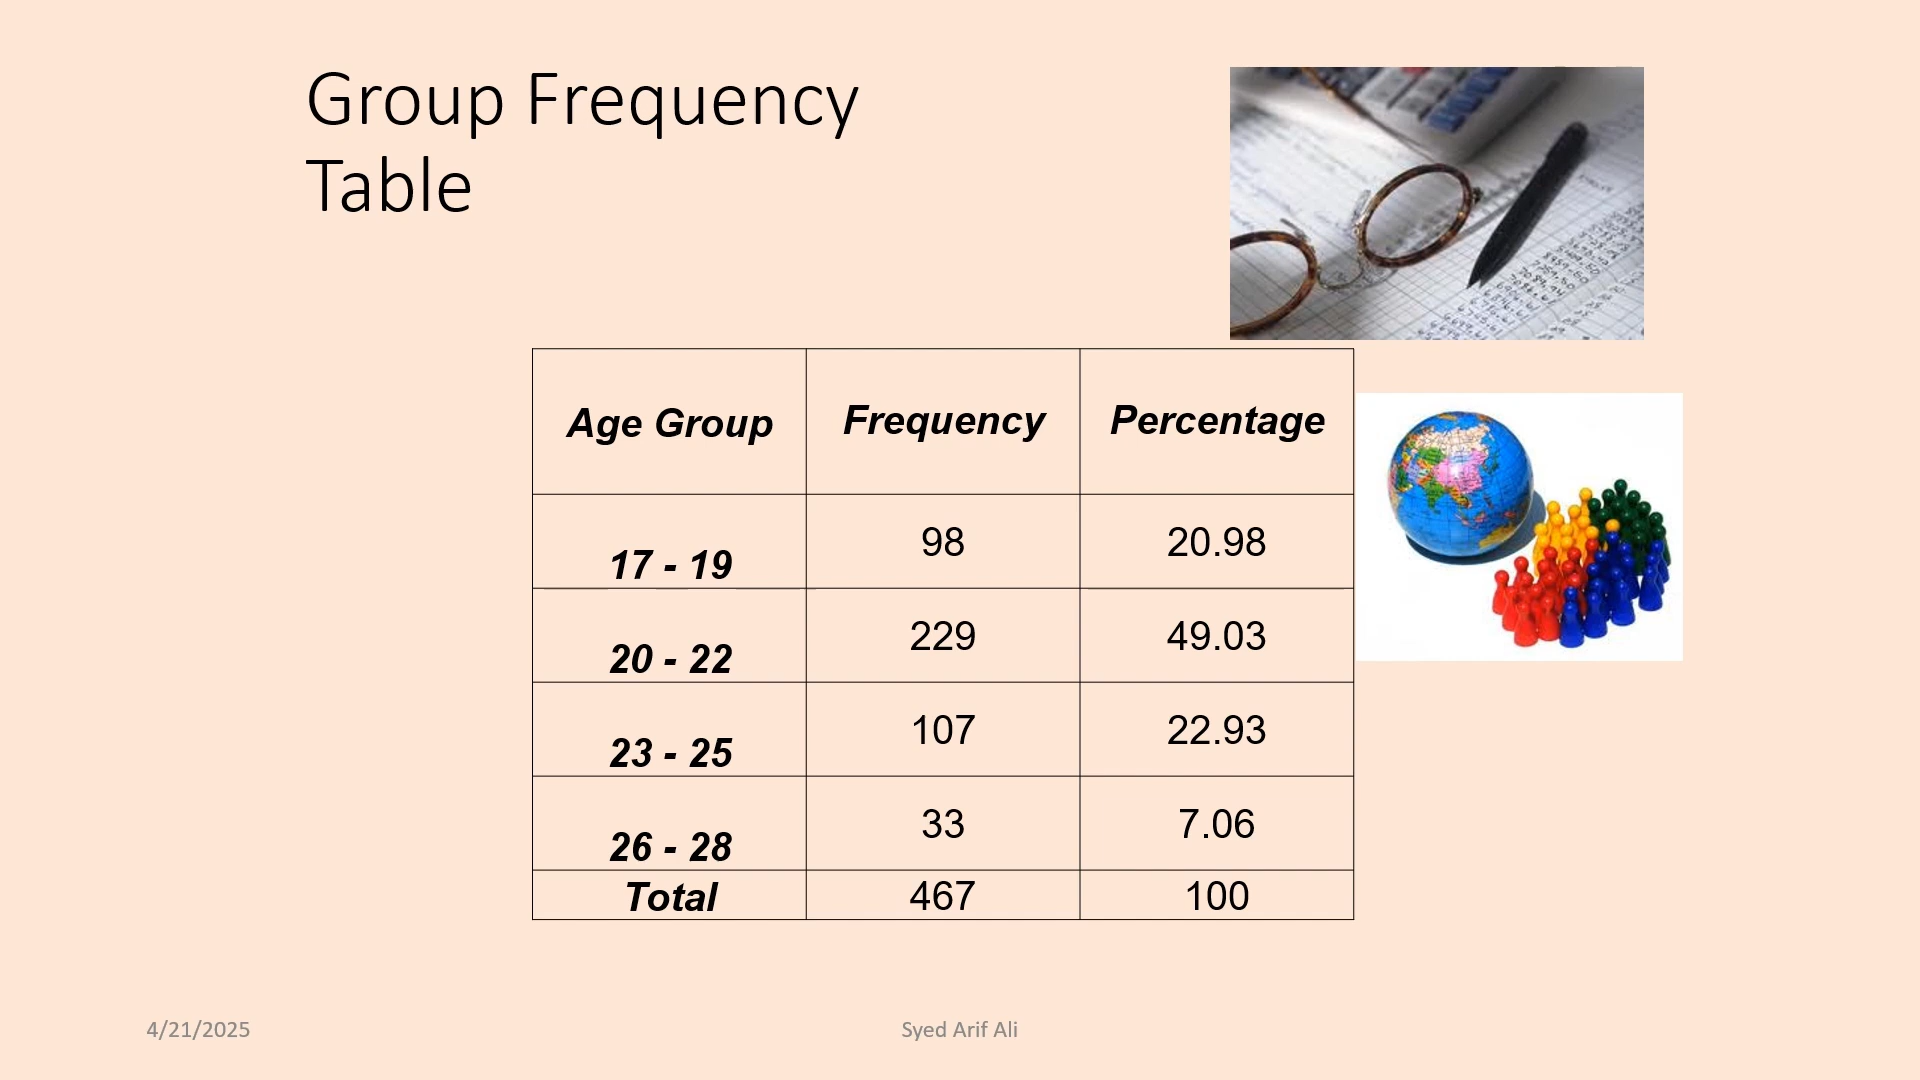 Group Frequency
Table
Age Group Frequency Percentage
17 - 19 98 20.98
20 - 22 229 49.03
23 - 25 107 22.93
26 - 28 33 7.06
Total 467 100
4/21/2025 Syed Arif Ali